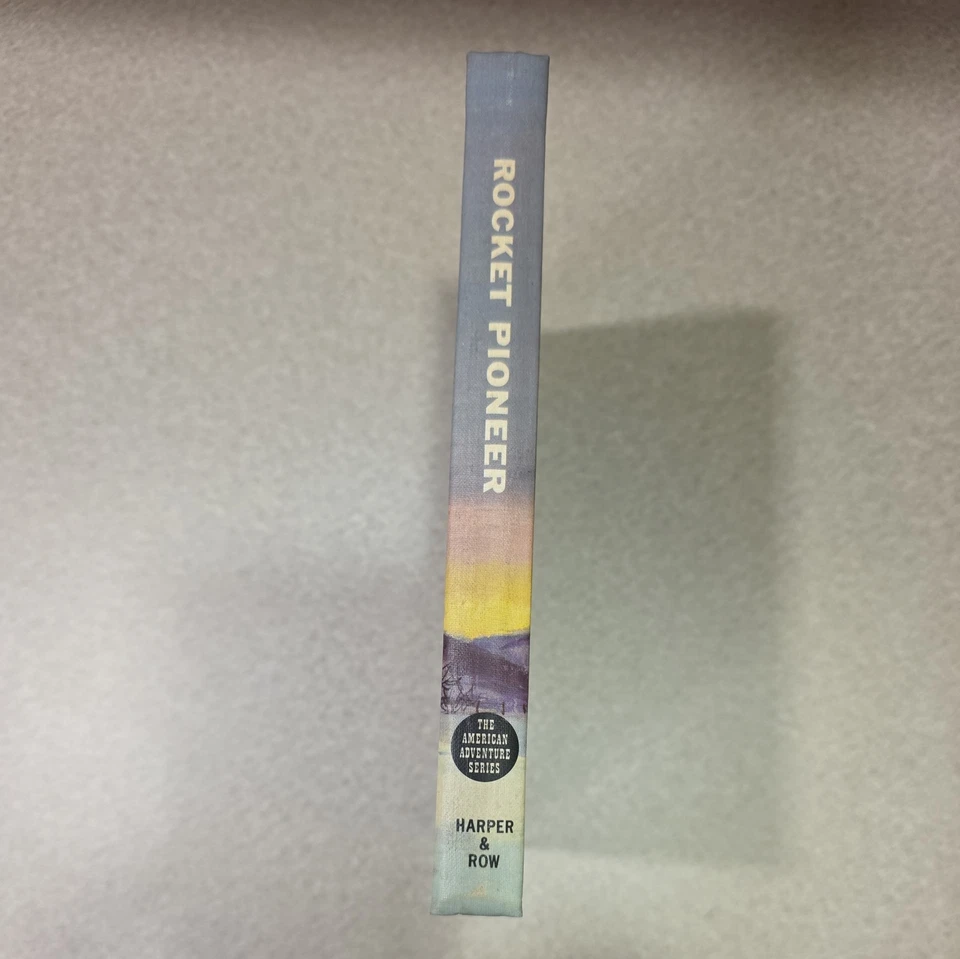 ROCKET PIONEER
THE
AMERICAN
ADVENTURE
SERIES
HARPER
&
ROW